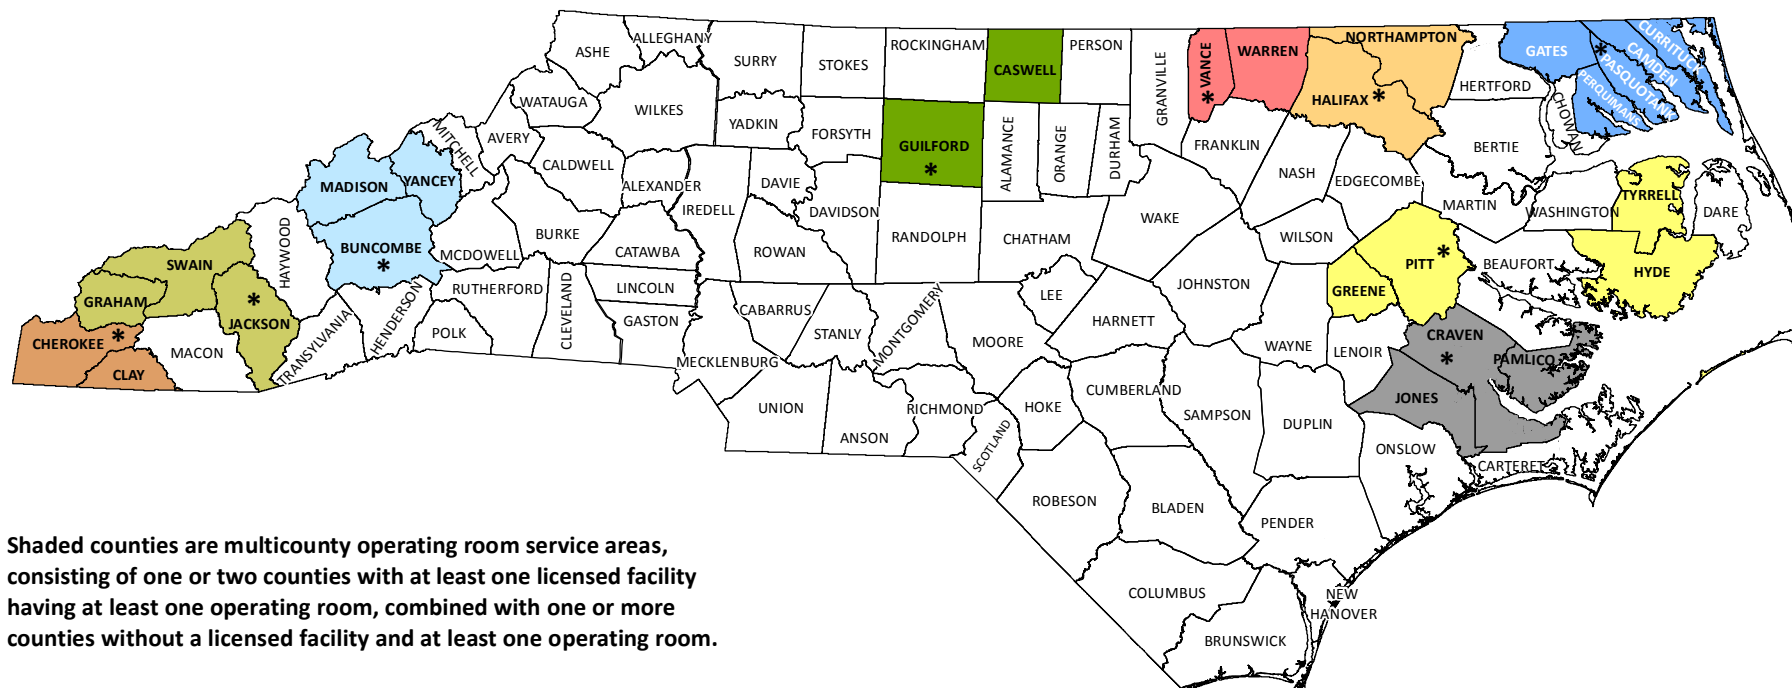 ALLEGHANY
ASHE
SURRY
STOKES
ROCKINGHAM
CASWELL
PERSON
GRANVILLE
VANCE
*
WARREN
NORTHAMPTON
HALIFAX *
HERTFORD
GATES
*
CURRITUCK
CAMDEN
PASQUOTANK
PERQUIMANS
CHOWAN
WATAUGA
WILKES
YADKIN
FORSYTH
GUILFORD
*
ALAMANCE
ORANGE
DURHAM
FRANKLIN
NASH
EDGECOMBE
BERTIE
MITCHELL
AVERY
CALDWELL
ALEXANDER
IREDELL
DAVIE
DAVIDSON
MADISON
YANCEY
BUNCOMBE
*
MCDOWELL
BURKE
CATAWBA
ROWAN
RANDOLPH
CHATHAM
WAKE
WILSON
MARTIN
WASHINGTON
TYRRELL
DARE
SWAIN
HAYWOOD
GRAHAM
JACKSON
*
CHEROKEE *
CLAY
MACON
TRANSYLVANIA
HENDERSON
POLK
RUTHERFORD
CLEVELAND
LINCOLN
GASTON
MECKLENBURG
CABARRUS
STANLY
MONTGOMERY
MOORE
LEE
HARNETT
JOHNSTON
WAYNE
GREENE
PITT *
BEAUFORT
HYDE
LENOIR
CRAVEN
*
PAMLICO
JONES
UNION
ANSON
RICHMOND
SCOTLAND
HOKE
CUMBERLAND
SAMPSON
DUPLIN
ONSLOW
CARTERET
ROBESON
BLADEN
PENDER
COLUMBUS
BRUNSWICK
NEW
HANOVER
Shaded counties are multicounty operating room service areas,
consisting of one or two counties with at least one licensed facility
having at least one operating room, combined with one or more
counties without a licensed facility and at least one operating room.